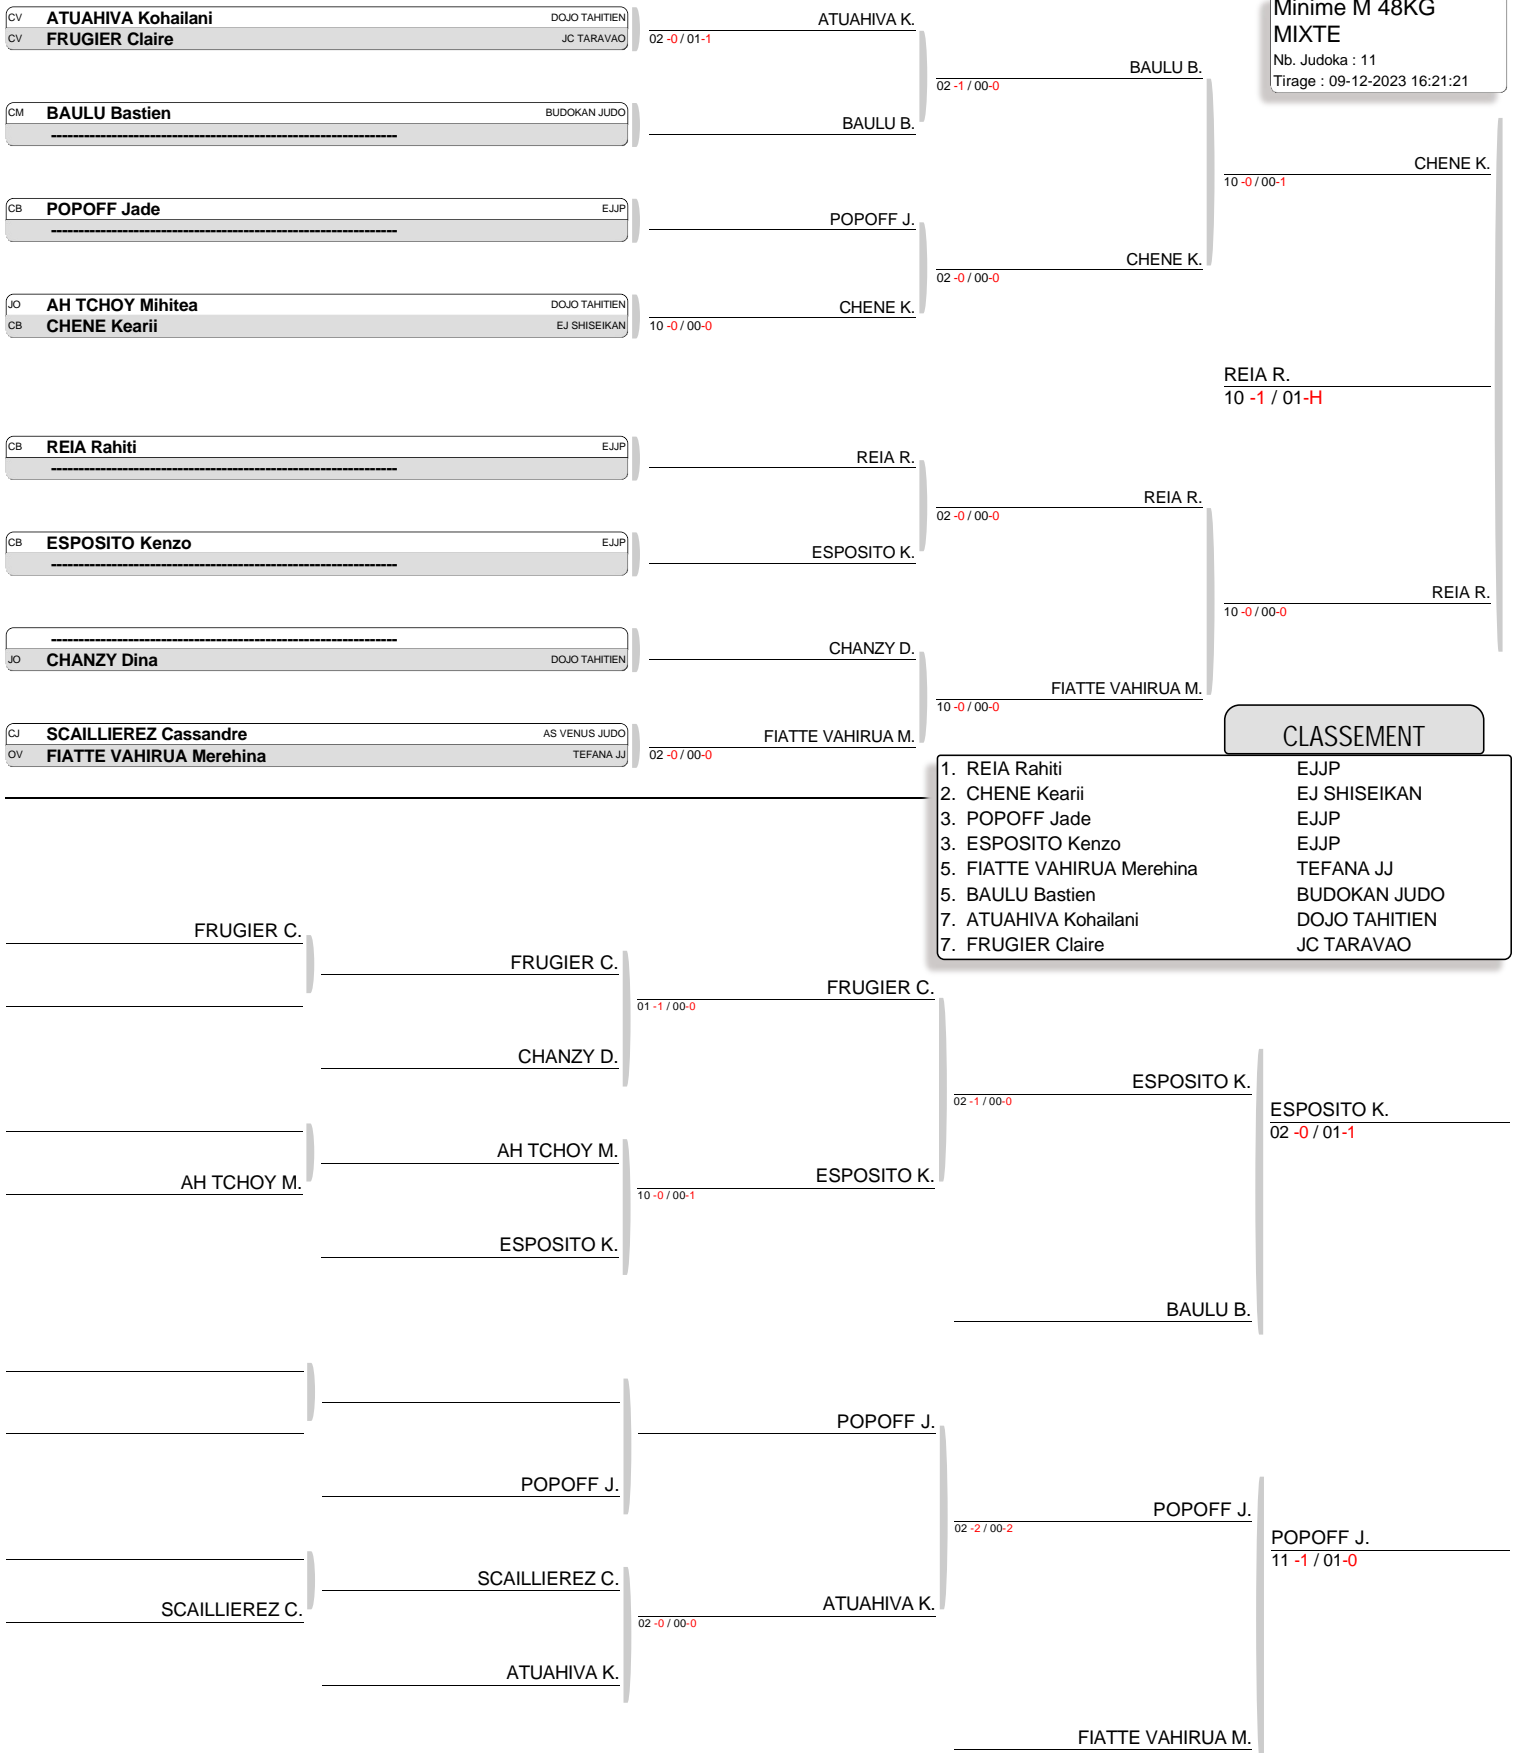 Minime M 48KG
MIXTE
Nb. Judoka : 11
Tirage : 09-12-2023 16:21:21
CV ATUAHIVA Kohailani DOJO TAHITIEN
CV FRUGIER Claire JC TARAVAO
ATUAHIVA K.
02 -0 / 01-1
BAULU B.
02 -1 / 00-0
CM BAULU Bastien BUDOKAN JUDO
----------------------------------------------------------------------
BAULU B.
CHENE K.
10 -0 / 00-1
CB POPOFF Jade EJJP
----------------------------------------------------------------------
POPOFF J.
CHENE K.
02 -0 / 00-0
JO AH TCHOY Mihitea DOJO TAHITIEN
CB CHENE Kearii EJ SHISEIKAN
CHENE K.
10 -0 / 00-0
REIA R.
10 -1 / 01-H
CB REIA Rahiti EJJP
----------------------------------------------------------------------
REIA R.
REIA R.
02 -0 / 00-0
CB ESPOSITO Kenzo EJJP
----------------------------------------------------------------------
ESPOSITO K.
REIA R.
10 -0 / 00-0
----------------------------------------------------------------------
JO CHANZY Dina DOJO TAHITIEN
CHANZY D.
FIATTE VAHIRUA M.
10 -0 / 00-0
CJ SCAILLIEREZ Cassandre AS VENUS JUDO
OV FIATTE VAHIRUA Merehina TEFANA JJ
FIATTE VAHIRUA M.
02 -0 / 00-0
CLASSEMENT
1. REIA Rahiti EJJP
2. CHENE Kearii EJ SHISEIKAN
3. POPOFF Jade EJJP
3. ESPOSITO Kenzo EJJP
5. FIATTE VAHIRUA Merehina TEFANA JJ
5. BAULU Bastien BUDOKAN JUDO
7. ATUAHIVA Kohailani DOJO TAHITIEN
7. FRUGIER Claire JC TARAVAO
FRUGIER C.
FRUGIER C.
FRUGIER C.
01 -1 / 00-0
CHANZY D.
ESPOSITO K.
02 -1 / 00-0
ESPOSITO K.
02 -0 / 01-1
AH TCHOY M.
AH TCHOY M.
ESPOSITO K.
10 -0 / 00-1
ESPOSITO K.
BAULU B.
POPOFF J.
POPOFF J.
POPOFF J.
02 -2 / 00-2
POPOFF J.
11 -1 / 01-0
SCAILLIEREZ C.
SCAILLIEREZ C.
ATUAHIVA K.
02 -0 / 00-0
ATUAHIVA K.
FIATTE VAHIRUA M.